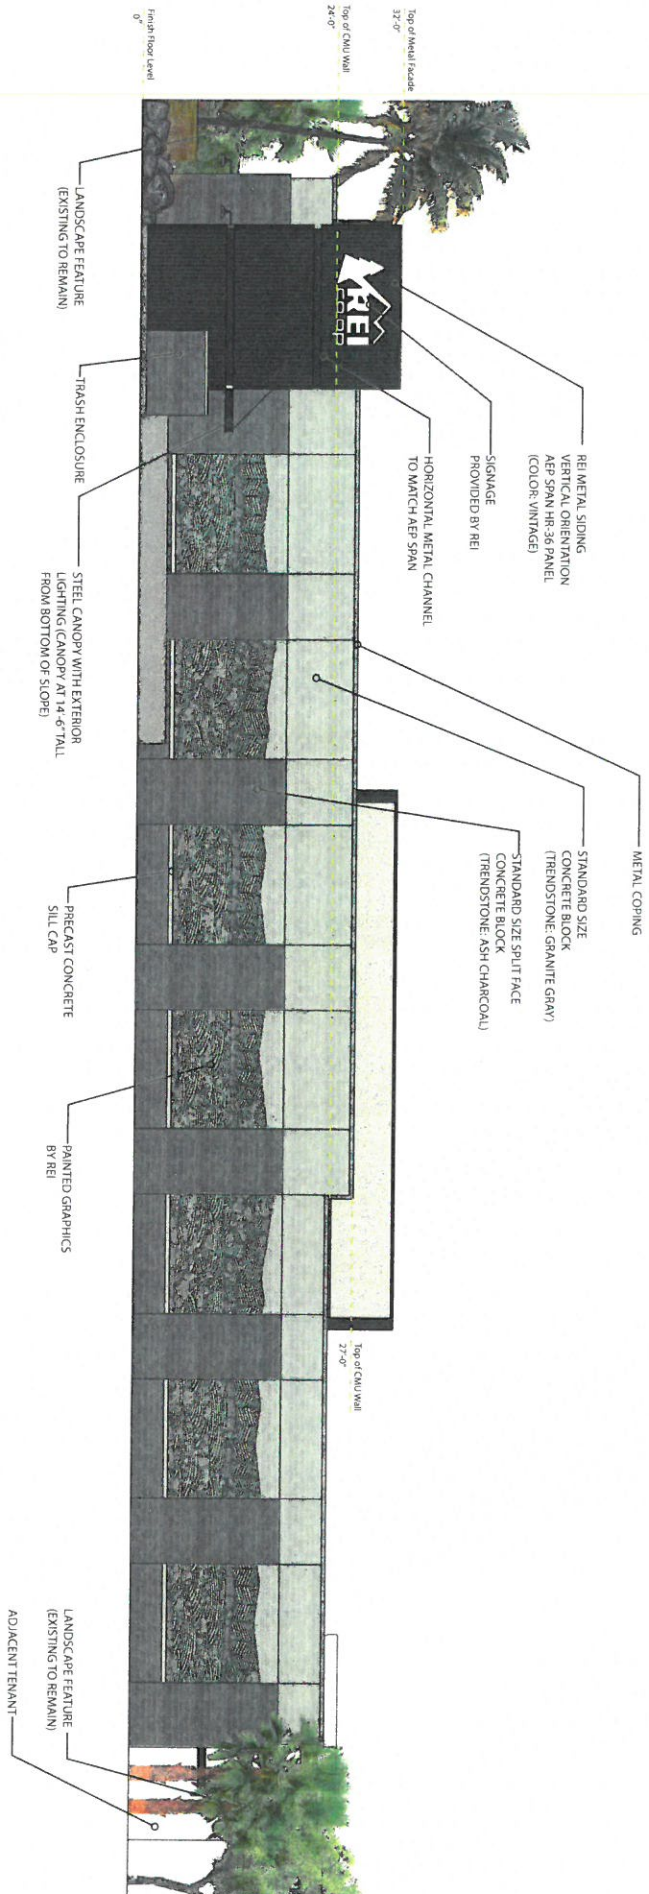 Top of Metal Facade
32'-0"
Top of CMU Wall
24'-0"
Finish Floor Level
0"
REI
co·op
REI METAL SIDING
VERTICAL ORIENTATION
AEP SPAN HR-36 PANEL
(COLOR: VINTAGE)
SIGNAGE
PROVIDED BY REI
HORIZONTAL METAL CHANNEL
TO MATCH AEP SPAN
METAL COPING
STANDARD SIZE
CONCRETE BLOCK
(TRENDSTONE: GRANITE GRAY)
STANDARD SIZE SPLIT FACE
CONCRETE BLOCK
(TRENDSTONE: ASH CHARCOAL)
Top of CMU Wall
27'-0"
LANDSCAPE FEATURE
(EXISTING TO REMAIN)
TRASH ENCLOSURE
STEEL CANOPY WITH EXTERIOR
LIGHTING (CANOPY AT 14'-6" TALL
FROM BOTTOM OF SLOPE)
PRECAST CONCRETE
SILL CAP
PAINTED GRAPHICS
BY REI
LANDSCAPE FEATURE
(EXISTING TO REMAIN)
ADJACENT TENANT